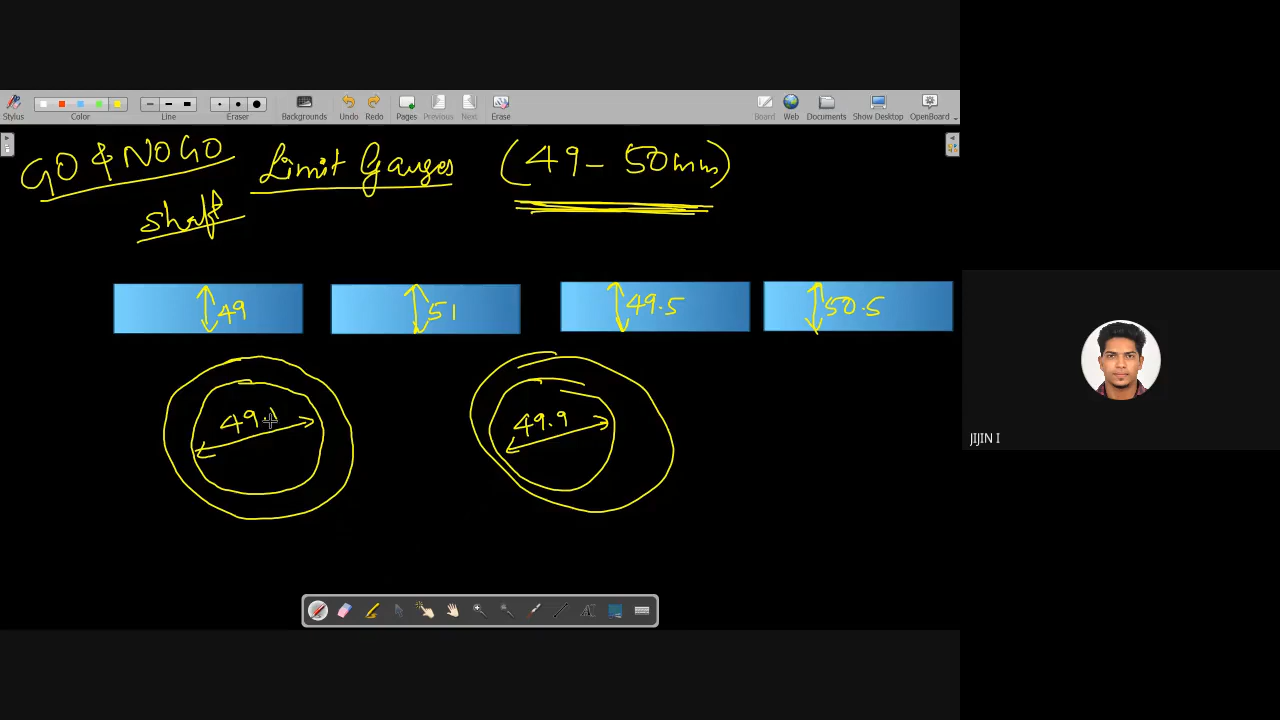 Stylus Color Line Eraser Backgrounds Undo Redo Pages Previous Next Erase Board Web Documents Show Desktop OpenBoard
GO & NOGO Limit Gauges (49 - 50mm)
shaft
49 51 49.5 50.5
49.9
JIJIN I